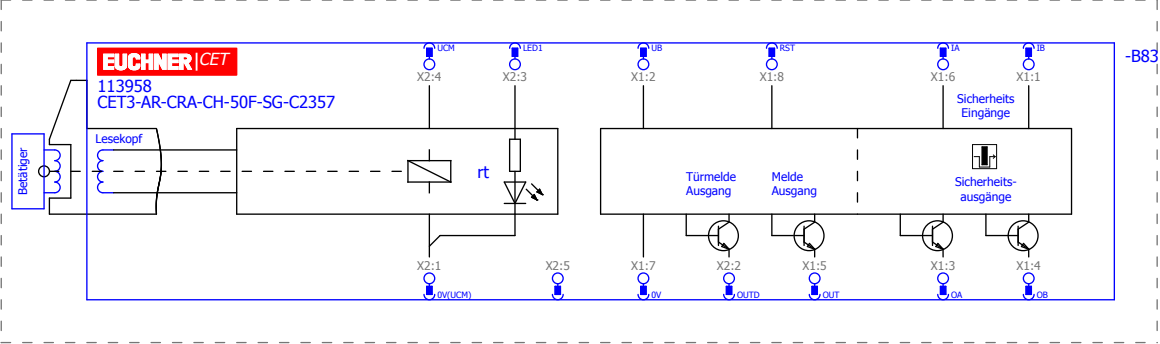 UCM LED1 UB RST IA IB
-B83
EUCHNER CET
X2:4 X2:3 X1:2 X1:8 X1:6 X1:1
113958
CET3-AR-CRA-CH-50F-SG-C2357
Sicherheits
Eingänge
Lesekopf
Betätiger
rt
Türmelde
Ausgang
Melde
Ausgang
Sicherheits-
ausgänge
X2:1 X2:5 X1:7 X2:2 X1:5 X1:3 X1:4
0V(UCM) 0V OUTD OUT OA OB